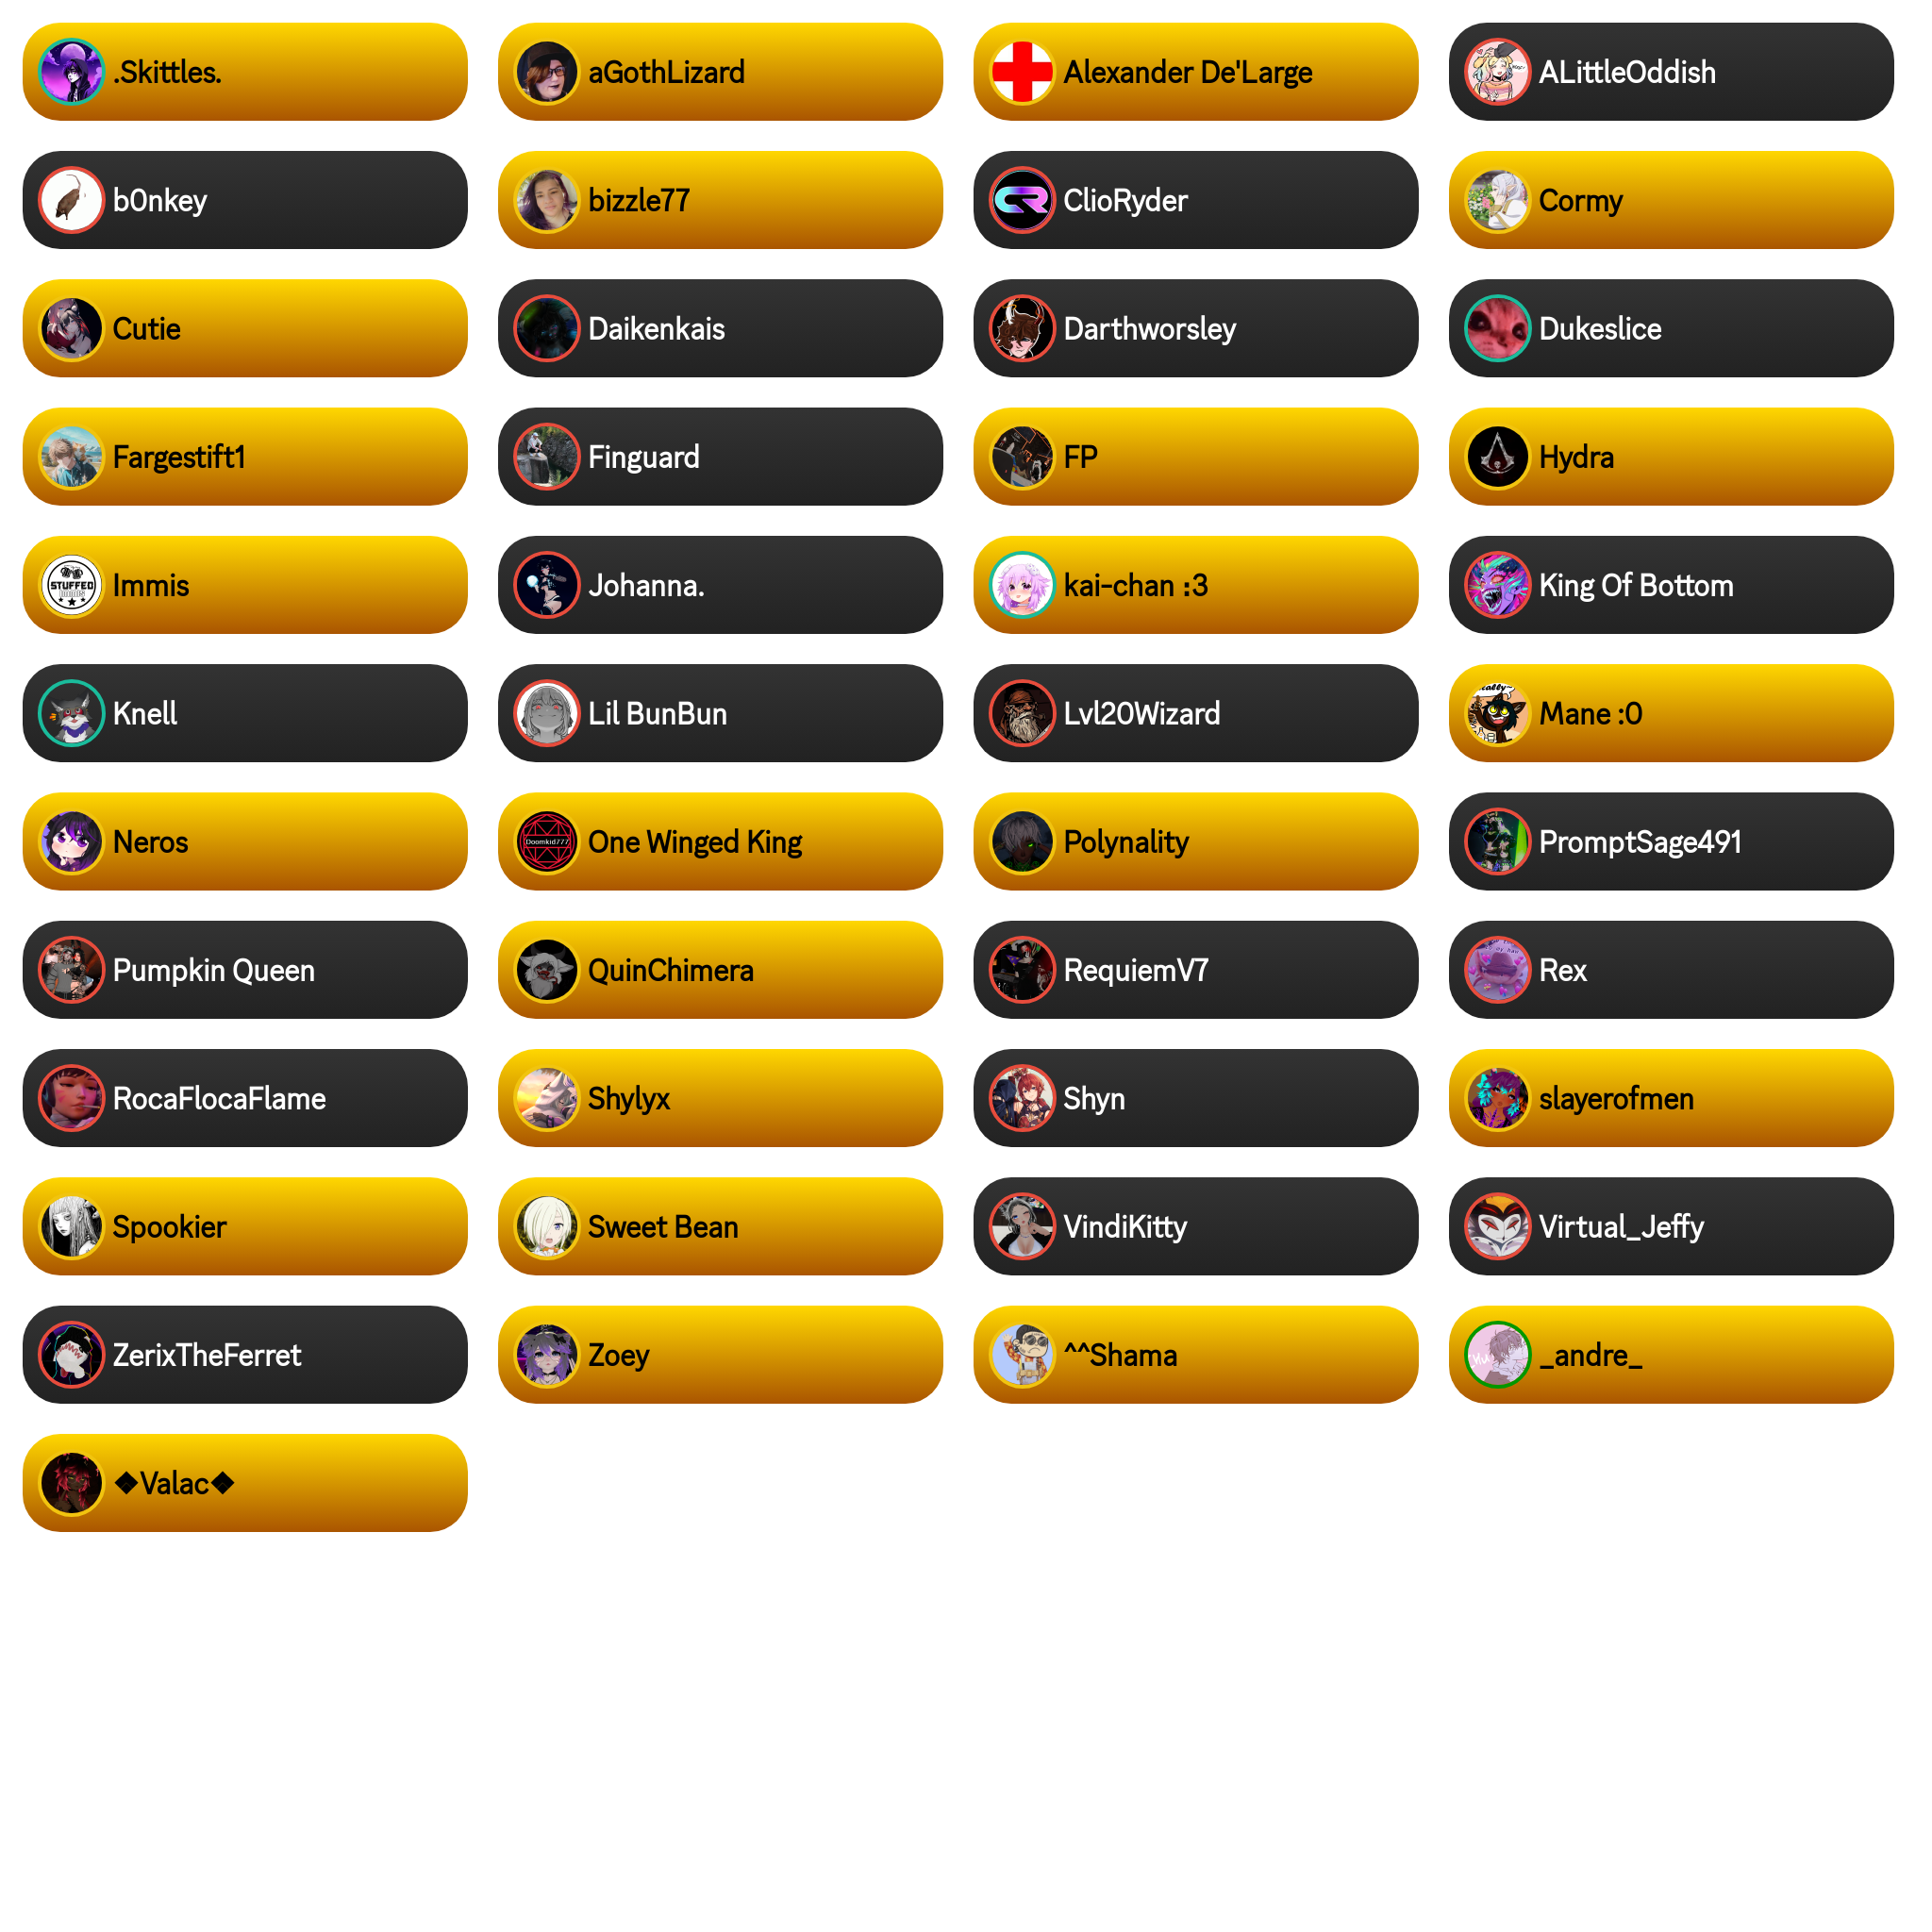 .Skittles.
aGothLizard
Alexander De'Large
ALittleOddish
b0nkey
bizzle77
ClioRyder
Cormy
Cutie
Daikenkais
Darthworsley
Dukeslice
Fargestift1
Finguard
FP
Hydra
STUFFED
Immis
Johanna.
kai-chan :3
King Of Bottom
Knell
Lil BunBun
Lvl20Wizard
Mane :0
Neros
Doomkid777
One Winged King
Polynality
PromptSage491
Pumpkin Queen
QuinChimera
RequiemV7
Rex
RocaFlocaFlame
Shylyx
Shyn
slayerofmen
Spookier
Sweet Bean
VindiKitty
Virtual_Jeffy
ZerixTheFerret
Zoey
^^Shama
_andre_
❖Valac❖